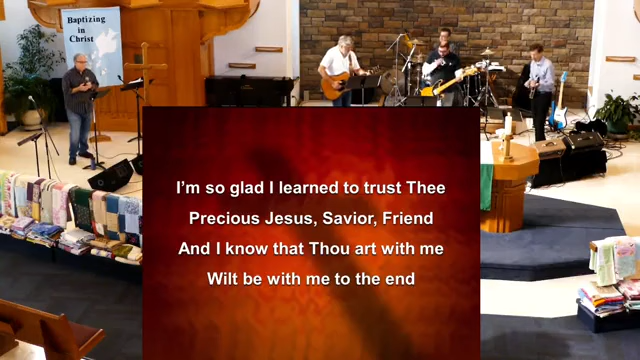 Baptizing
in
Christ
I'm so glad I learned to trust Thee
Precious Jesus, Savior, Friend
And I know that Thou art with me
Wilt be with me to the end